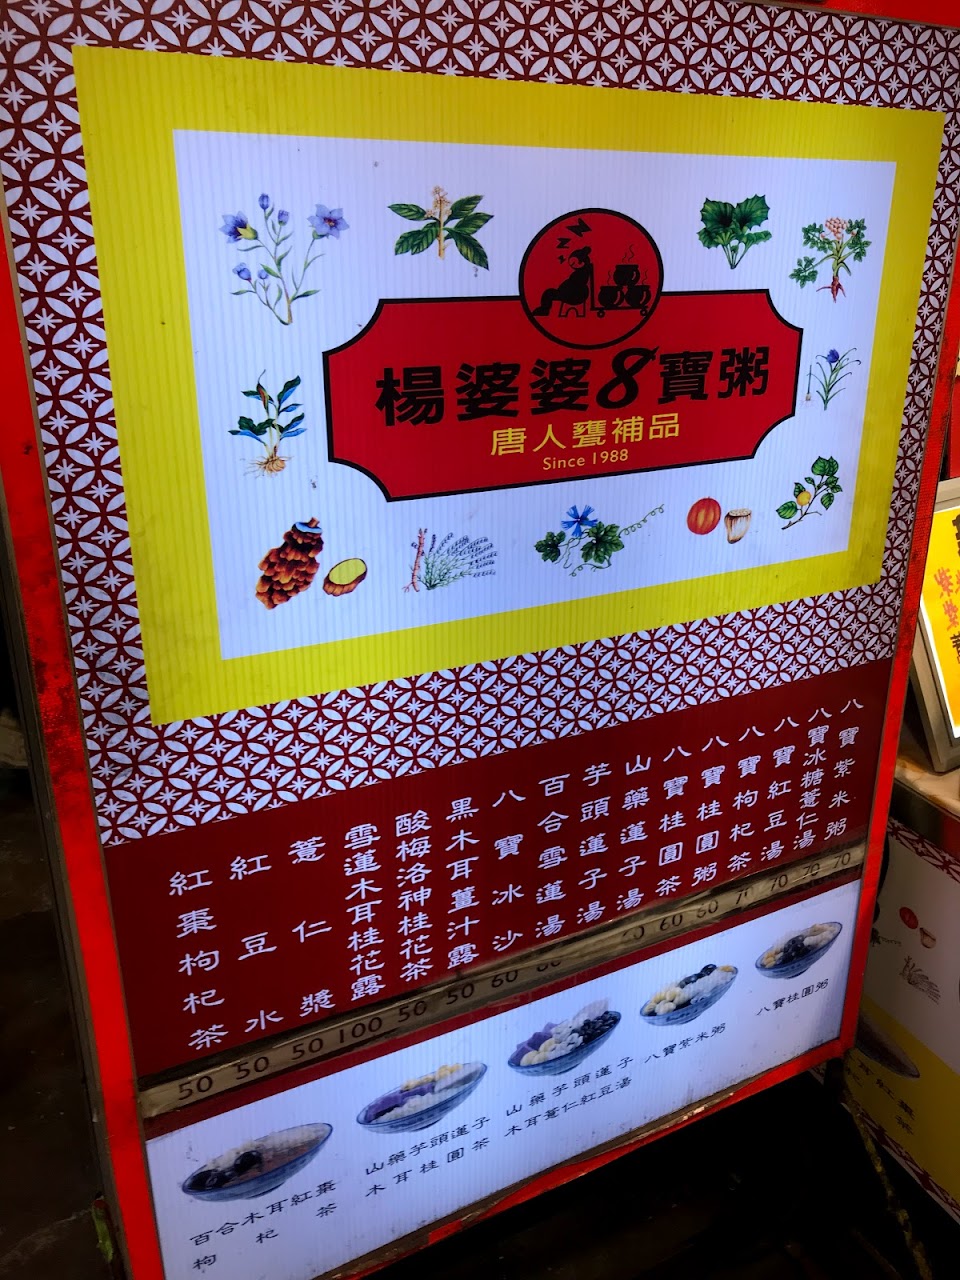 楊婆婆8寶粥
唐人甕補品
Since 1988
八寶紫米粥
八寶冰糖薏仁湯
八寶紅豆湯
八寶枸杞茶
八寶桂圓粥
八寶桂圓茶
山藥蓮子湯
芋頭蓮子湯
百合雪蓮湯
八寶冰沙
黑木耳薑汁露
酸梅洛神桂花茶
雪蓮木耳桂花露
薏仁漿
紅豆水
紅棗枸杞茶
50 50 50 100 50 50 60 60 60 60 70 70 70 70
八寶桂圓粥
八寶紫米粥
山藥芋頭蓮子
木耳薏仁紅豆湯
山藥芋頭蓮子
木耳桂圓茶
百合木耳紅棗
枸杞茶